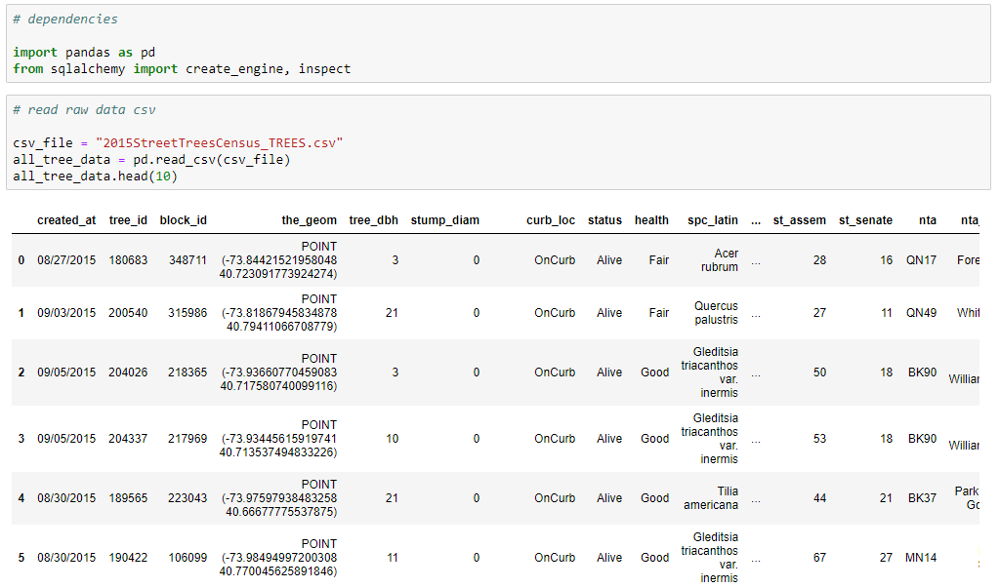 # dependencies
import pandas as pd
from sqlalchemy import create_engine, inspect
# read raw data csv
csv_file = "2015StreetTreesCensus_TREES.csv"
all_tree_data = pd.read_csv(csv_file)
all_tree_data.head(10)
created_at tree_id block_id the_geom tree_dbh stump_diam curb_loc status health spc_latin ... st_assem st_senate nta nta_
0 08/27/2015 180683 348711 POINT (-73.84421521958048 40.723091773924274) 3 0 OnCurb Alive Fair Acer rubrum ... 28 16 QN17 Fore
1 09/03/2015 200540 315986 POINT (-73.81867945834878 40.79411066708779) 21 0 OnCurb Alive Fair Quercus palustris ... 27 11 QN49 Whit
2 09/05/2015 204026 218365 POINT (-73.93660770459083 40.717580740099116) 3 0 OnCurb Alive Good Gleditsia triacanthos var. inermis ... 50 18 BK90 Williar
3 09/05/2015 204337 217969 POINT (-73.93445615919741 40.713537494833226) 10 0 OnCurb Alive Good Gleditsia triacanthos var. inermis ... 53 18 BK90 Williar
4 08/30/2015 189565 223043 POINT (-73.97597938483258 40.66677775537875) 21 0 OnCurb Alive Good Tilia americana ... 44 21 BK37 Park Go
5 08/30/2015 190422 106099 POINT (-73.98494997200308 40.770045625891846) 11 0 OnCurb Alive Good Gleditsia triacanthos var. inermis ... 67 27 MN14